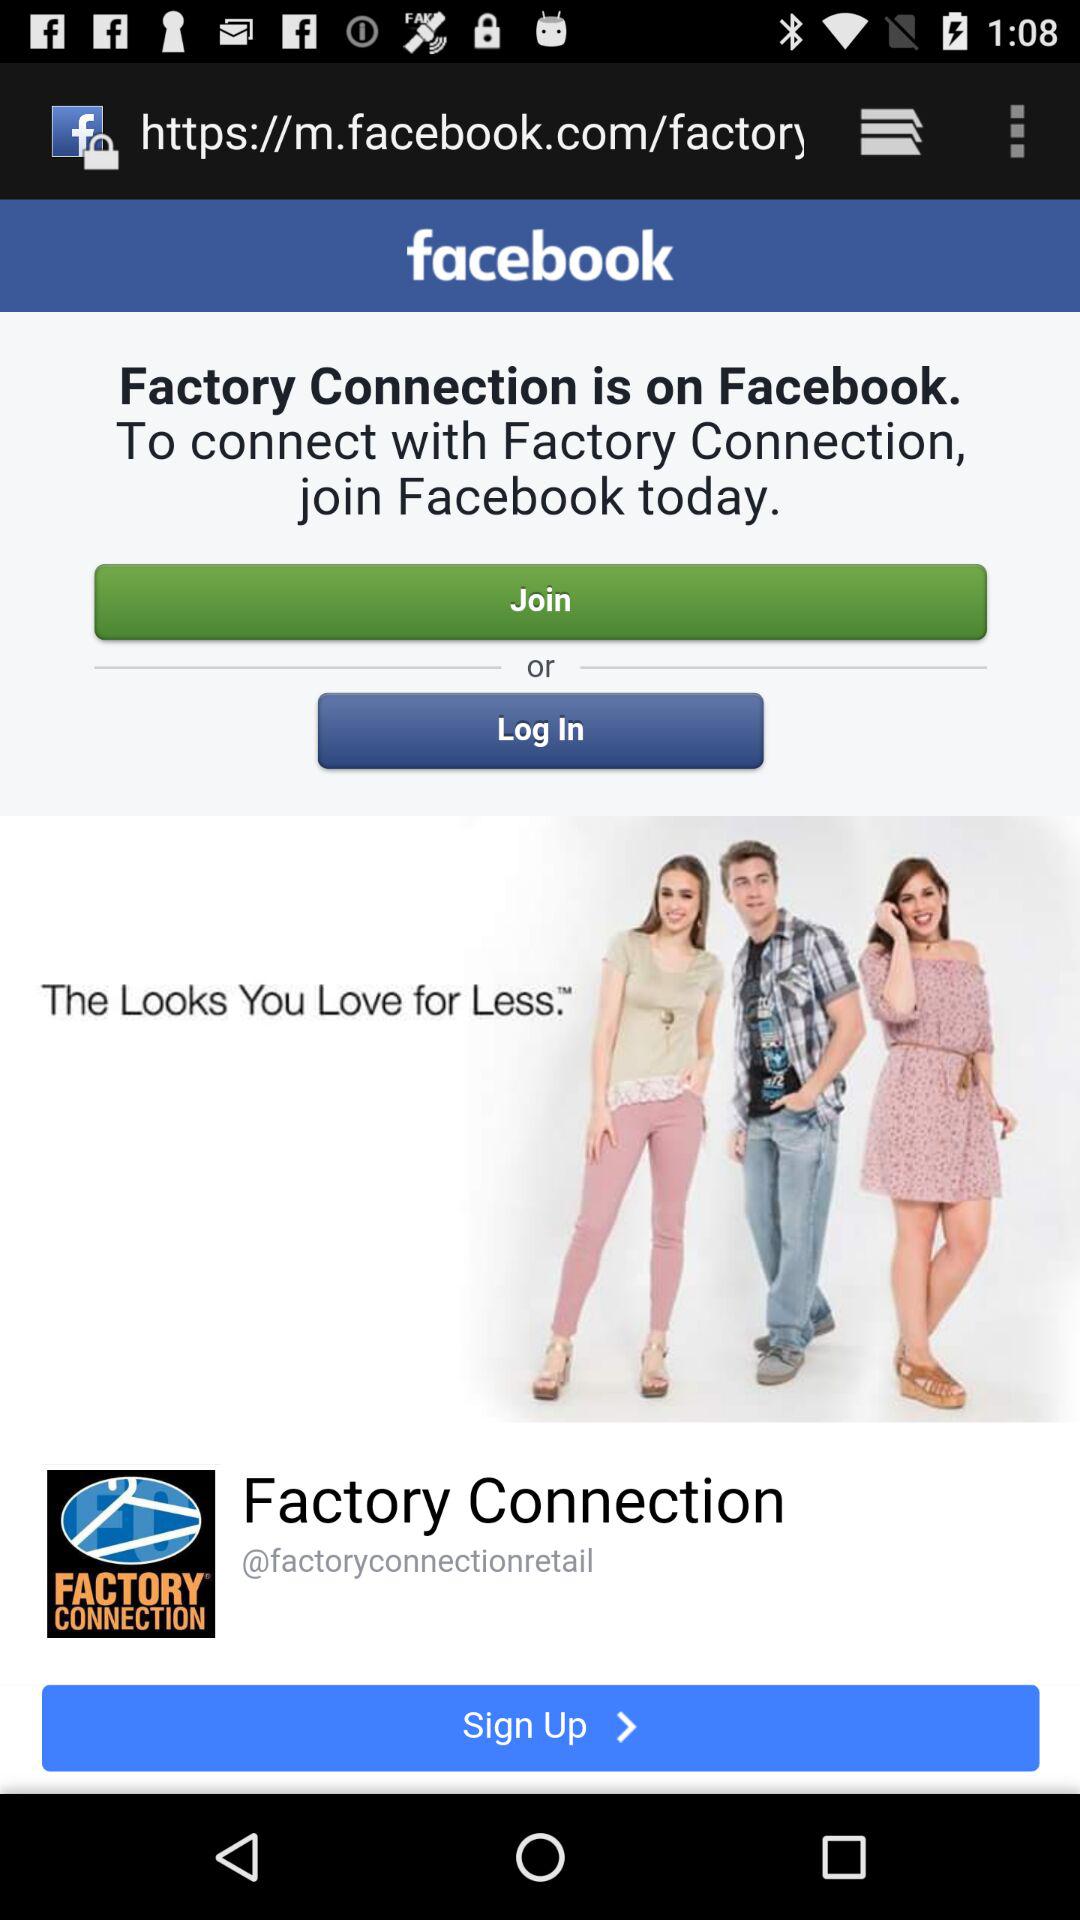 FAK
1:08
https://m.facebook.com/factory
facebook
Factory Connection is on Facebook.
To connect with Factory Connection,
join Facebook today.
Join
or
Log In
The Looks You Love for Less.™
FC
FACTORY®
CONNECTION
Factory Connection
@factoryconnectionretail
Sign Up